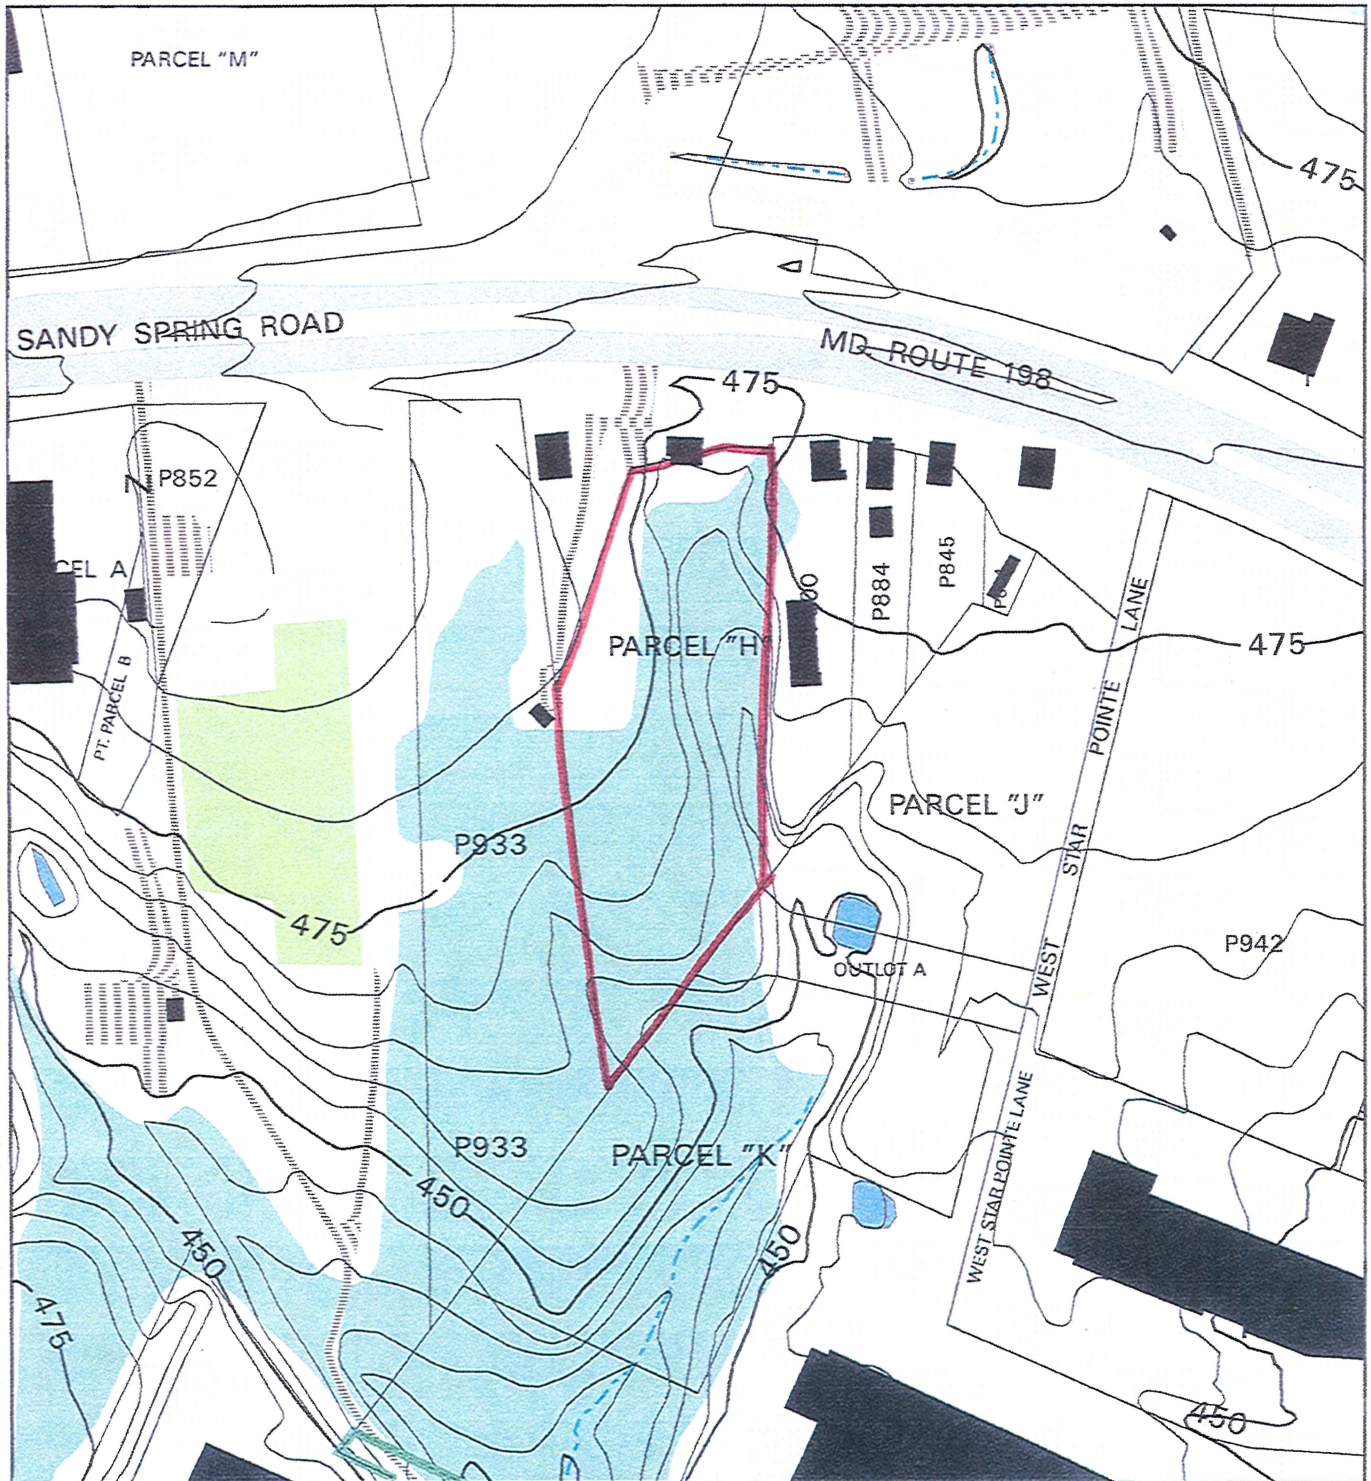 PARCEL "M"
475
SANDY SPRING ROAD
MD. ROUTE 198
475
P852
CEL A
P845
P884
00
LANE
PARCEL "H"
475
PT. PARCEL B
POINTE
PARCEL "J"
P933
STAR
475
P942
WEST
OUTLOT A
P933
PARCEL "K"
450
WEST STAR POINTE LANE
450
450
475
450